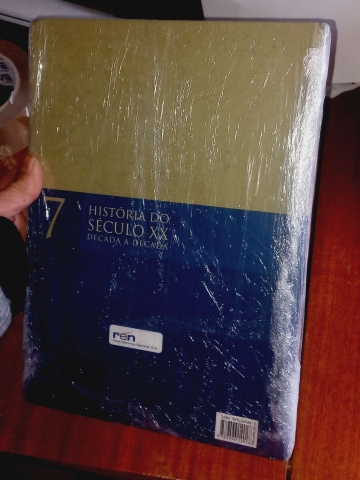 7
HISTÓRIA DO
SÉCULO XX
DÉCADA A DÉCADA
ren